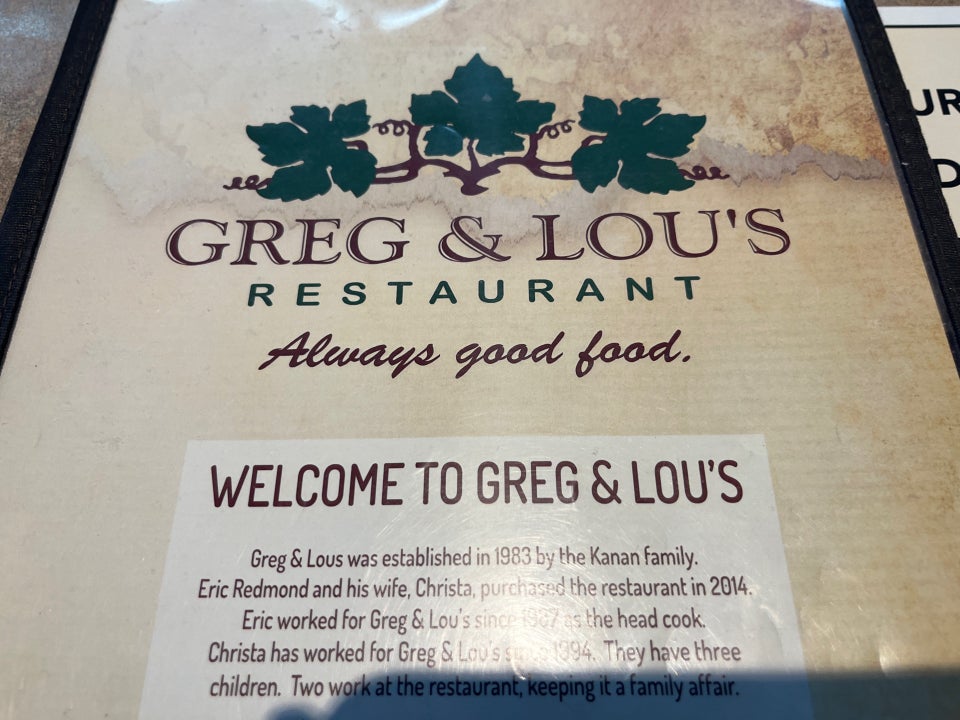 GREG & LOU'S
RESTAURANT
Always good food.
WELCOME TO GREG & LOU'S
Greg & Lous was established in 1983 by the Kanan family.
Eric Redmond and his wife, Christa, purchased the restaurant in 2014.
Eric worked for Greg & Lou's since 1987 as the head cook.
Christa has worked for Greg & Lou's since 1994. They have three
children. Two work at the restaurant, keeping it a family affair.
UR
D